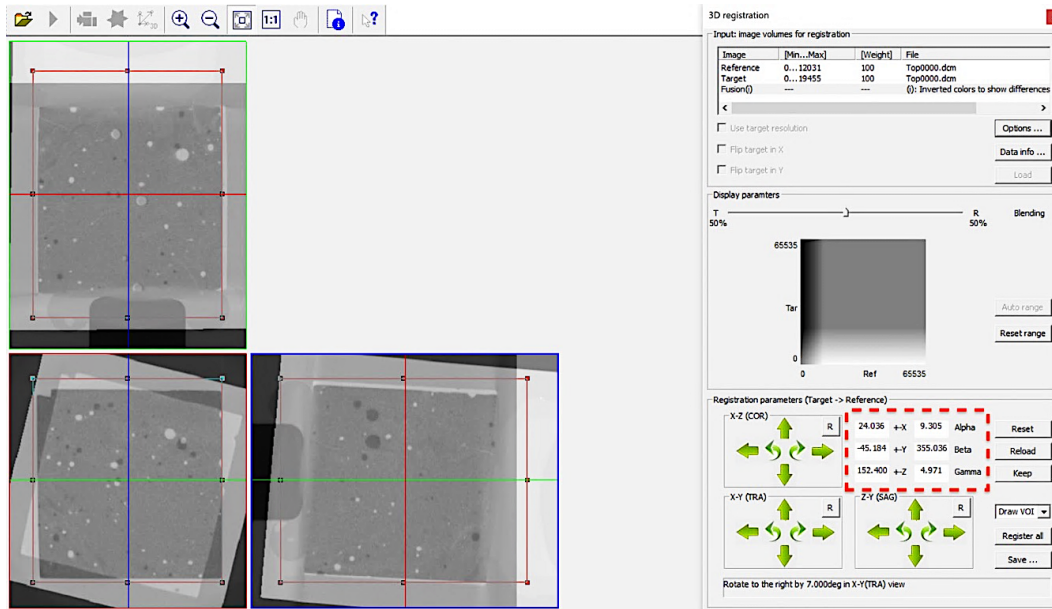 2D
1:1
?
3D registration
Input: image volumes for registration
Image [Min...Max] [Weight] File
Reference 0...12031 100 Top0000.dcm
Target 0...19455 100 Top0000.dcm
Fusion(i) --- --- (i): Inverted colors to show differences
Use target resolution
Options ...
Flip target in X
Data info ...
Flip target in Y
Load
Display paramters
T R Blending
50% 50%
65535
Tar
Auto range
Reset range
0
0 Ref 65535
Registration parameters (Target -> Reference)
X-Z (COR)
R
24.036 +-X 9.305 Alpha
Reset
-45.184 +-Y 355.036 Beta
Reload
152.400 +-Z 4.971 Gamma
Keep
X-Y (TRA)
R
Z-Y (SAG)
R
Draw VOI
Register all
Save ...
Rotate to the right by 7.000deg in X-Y(TRA) view